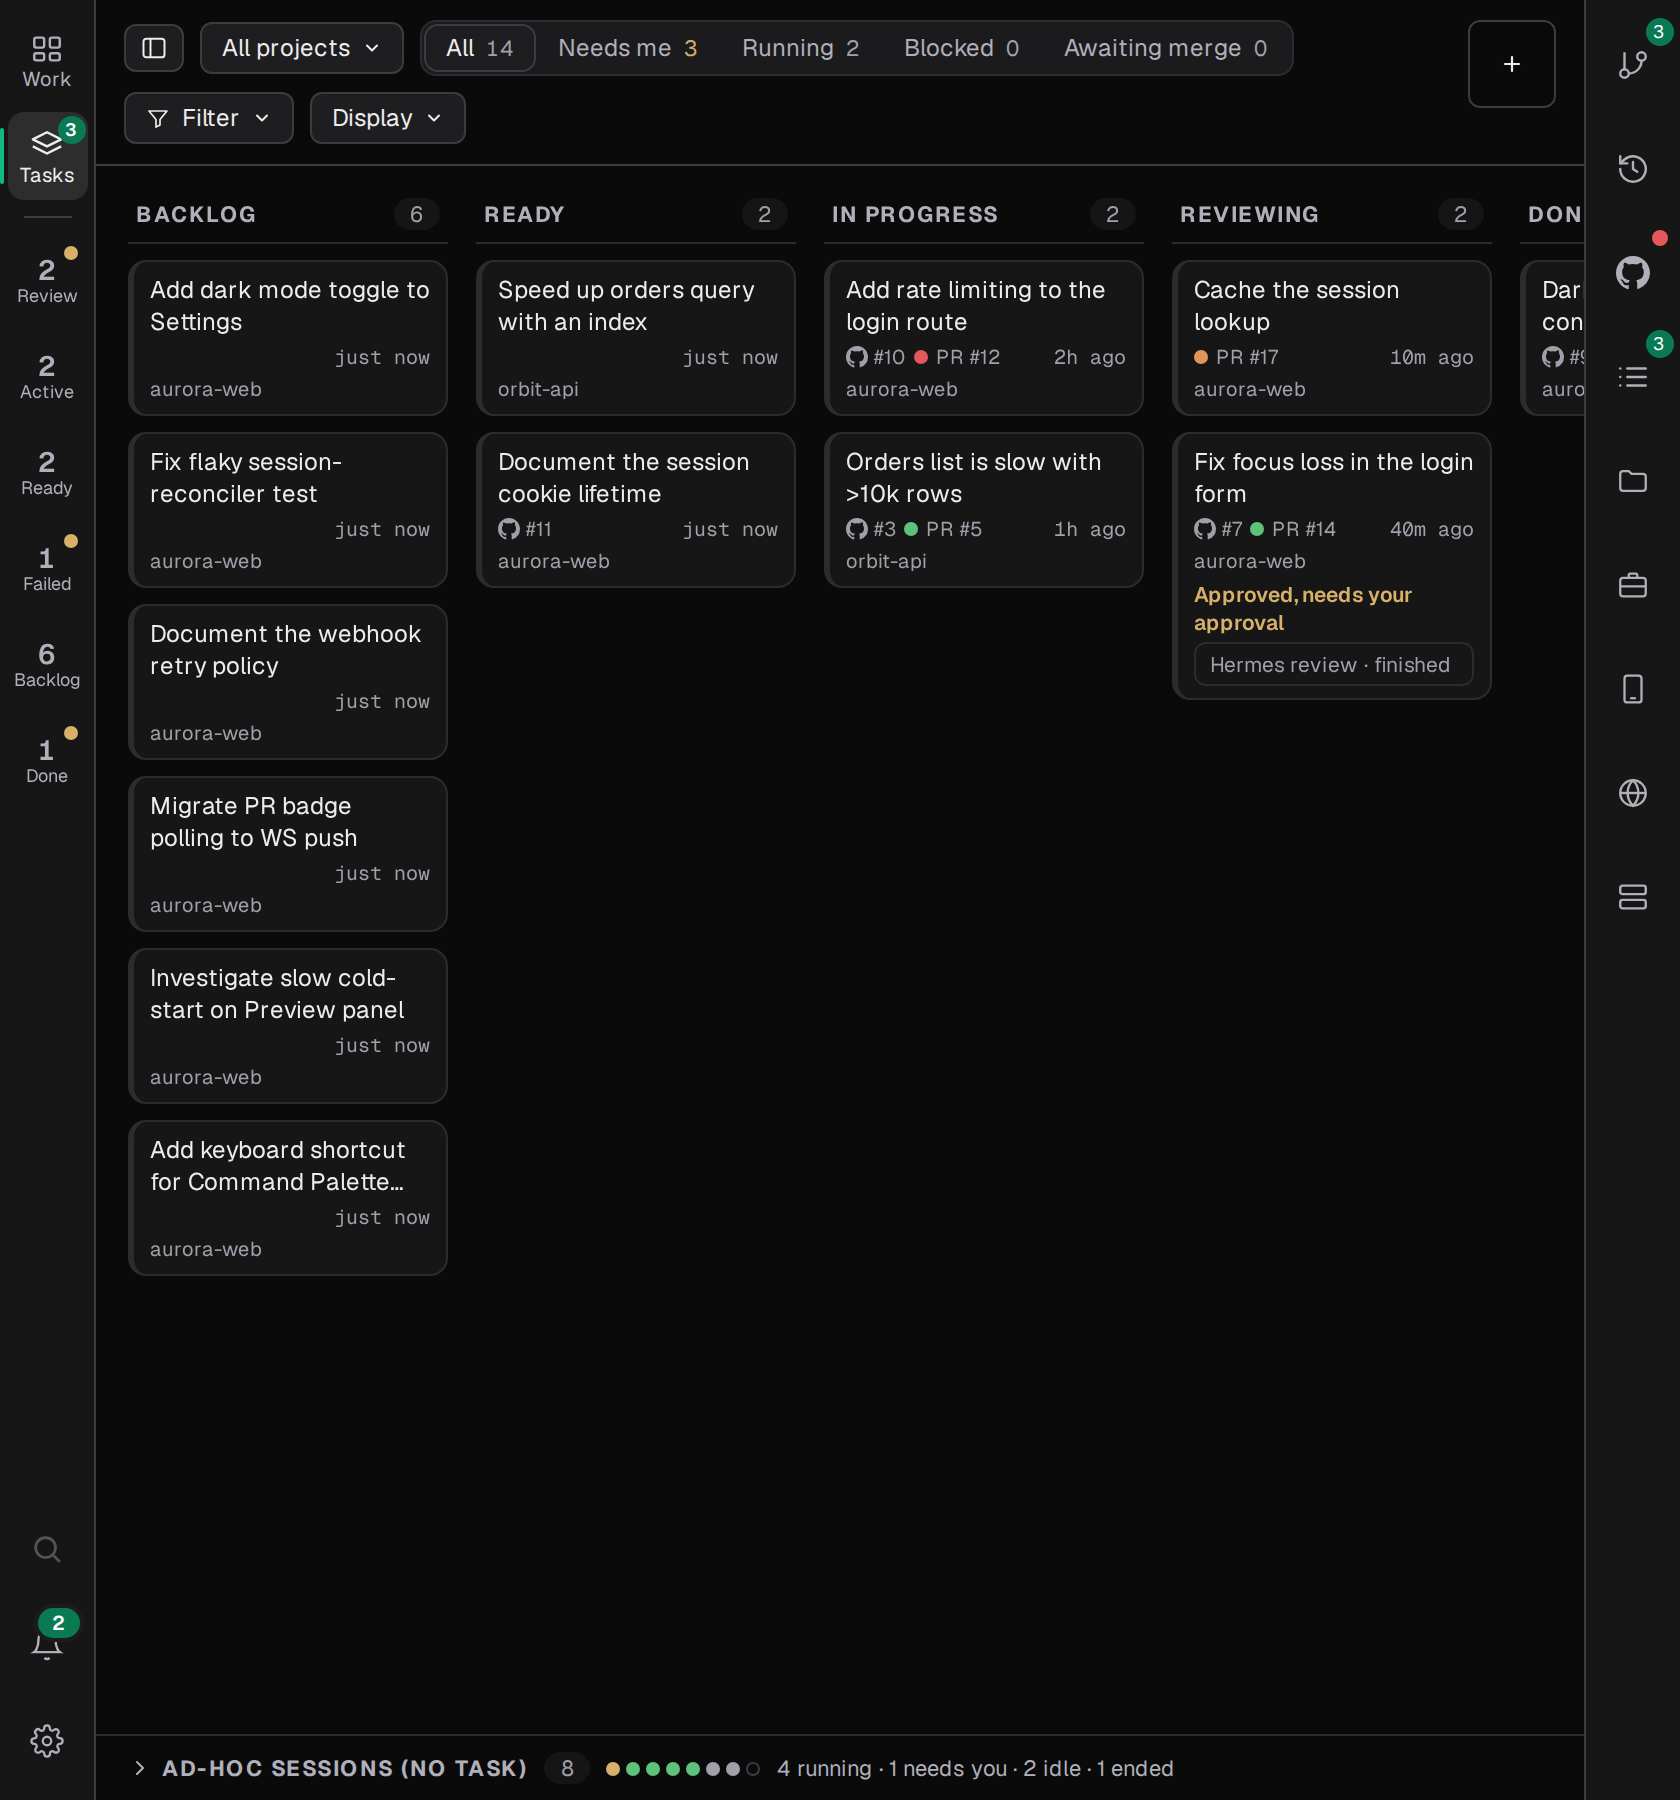 Work
3
Tasks
2
Review
2
Active
2
Ready
1
Failed
6
Backlog
1
Done
2
All projects
All 14
Needs me 3
Running 2
Blocked 0
Awaiting merge 0
+
Filter
Display
BACKLOG 6
Add dark mode toggle to
Settings
just now
aurora-web
Fix flaky session-
reconciler test
just now
aurora-web
Document the webhook
retry policy
just now
aurora-web
Migrate PR badge
polling to WS push
just now
aurora-web
Investigate slow cold-
start on Preview panel
just now
aurora-web
Add keyboard shortcut
for Command Palette...
just now
aurora-web
READY 2
Speed up orders query
with an index
just now
orbit-api
Document the session
cookie lifetime
#11 just now
aurora-web
IN PROGRESS 2
Add rate limiting to the
login route
#10 PR #12 2h ago
aurora-web
Orders list is slow with
>10k rows
#3 PR #5 1h ago
orbit-api
REVIEWING 2
Cache the session
lookup
PR #17 10m ago
aurora-web
Fix focus loss in the login
form
#7 PR #14 40m ago
aurora-web
Approved, needs your
approval
Hermes review · finished
DON
Dar
con
#9
auro
3
3
AD-HOC SESSIONS (NO TASK) 8 4 running · 1 needs you · 2 idle · 1 ended